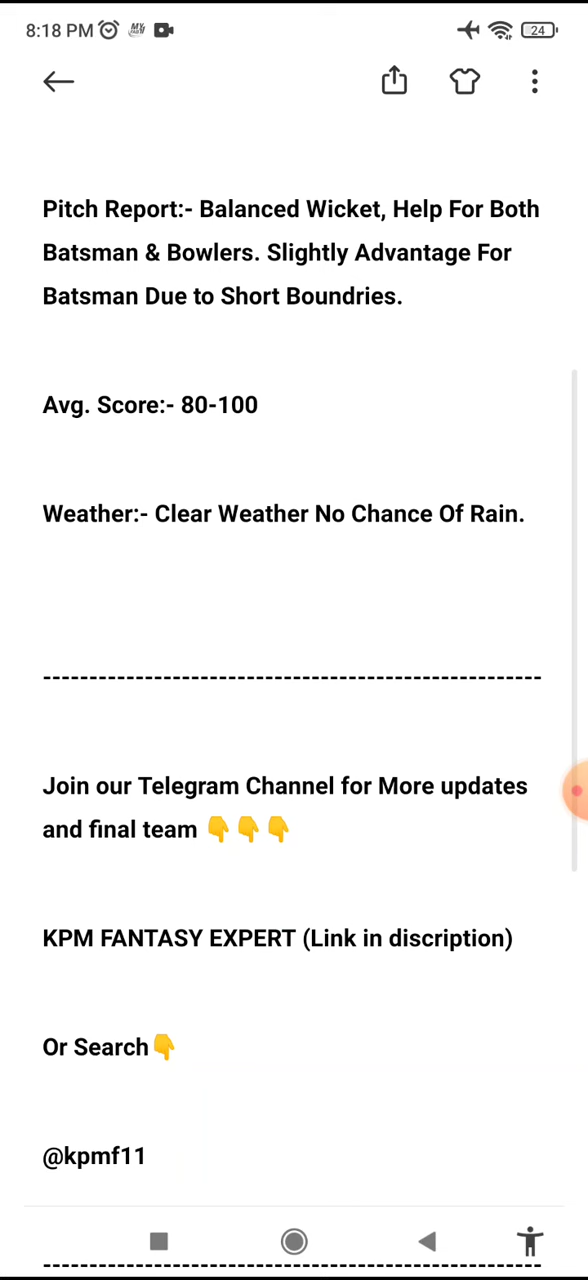 8:18 PM
24
Pitch Report:- Balanced Wicket, Help For Both
Batsman & Bowlers. Slightly Advantage For
Batsman Due to Short Boundries.
Avg. Score:- 80-100
Weather:- Clear Weather No Chance Of Rain.
------------------------------------------------------
Join our Telegram Channel for More updates
and final team 👇👇👇
KPM FANTASY EXPERT (Link in discription)
Or Search👇
@kpmf11
------------------------------------------------------